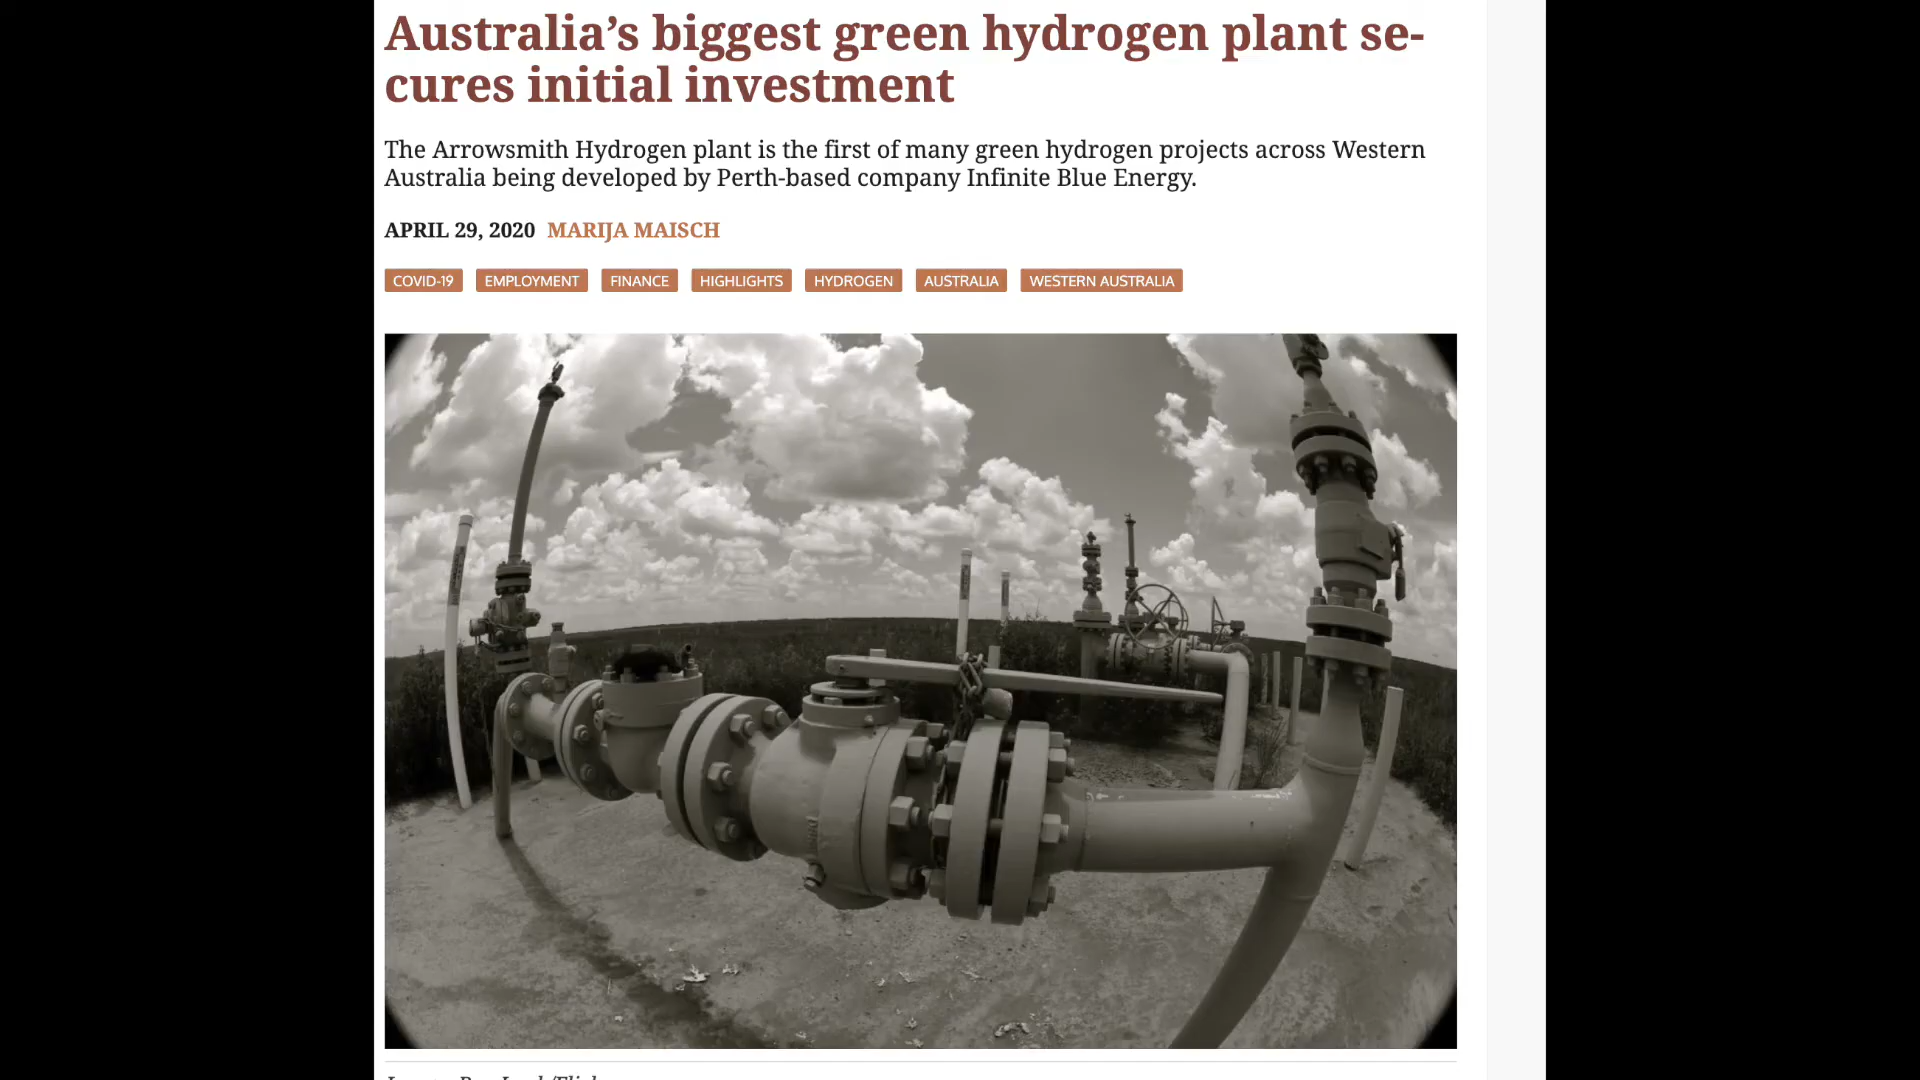 Australia’s biggest green hydrogen plant se-
cures initial investment
The Arrowsmith Hydrogen plant is the first of many green hydrogen projects across Western
Australia being developed by Perth-based company Infinite Blue Energy.
APRIL 29, 2020 MARIJA MAISCH
COVID-19 EMPLOYMENT FINANCE HIGHLIGHTS HYDROGEN AUSTRALIA WESTERN AUSTRALIA